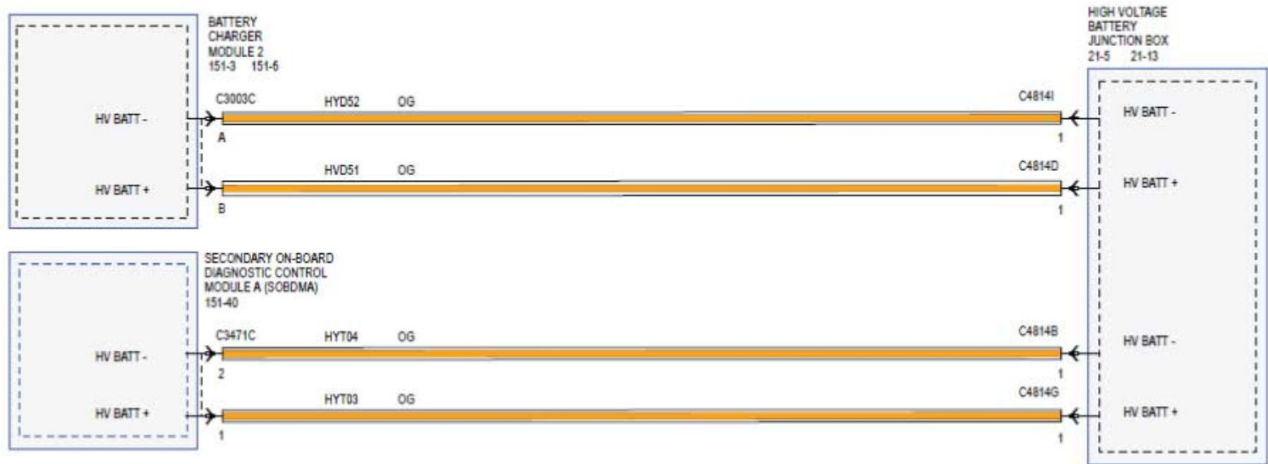 BATTERY
CHARGER
MODULE 2
151-3 151-6
HIGH VOLTAGE
BATTERY
JUNCTION BOX
21-5 21-13
C3003C HYD52 OG C4814I
HV BATT - HV BATT -
A 1
HVD51 OG C4814D
HV BATT + HV BATT +
B 1
SECONDARY ON-BOARD
DIAGNOSTIC CONTROL
MODULE A (SOBDMA)
151-40
C3471C HYT04 OG C4814B
HV BATT - HV BATT -
2 1
HYT03 OG C4814G
HV BATT + HV BATT +
1 1